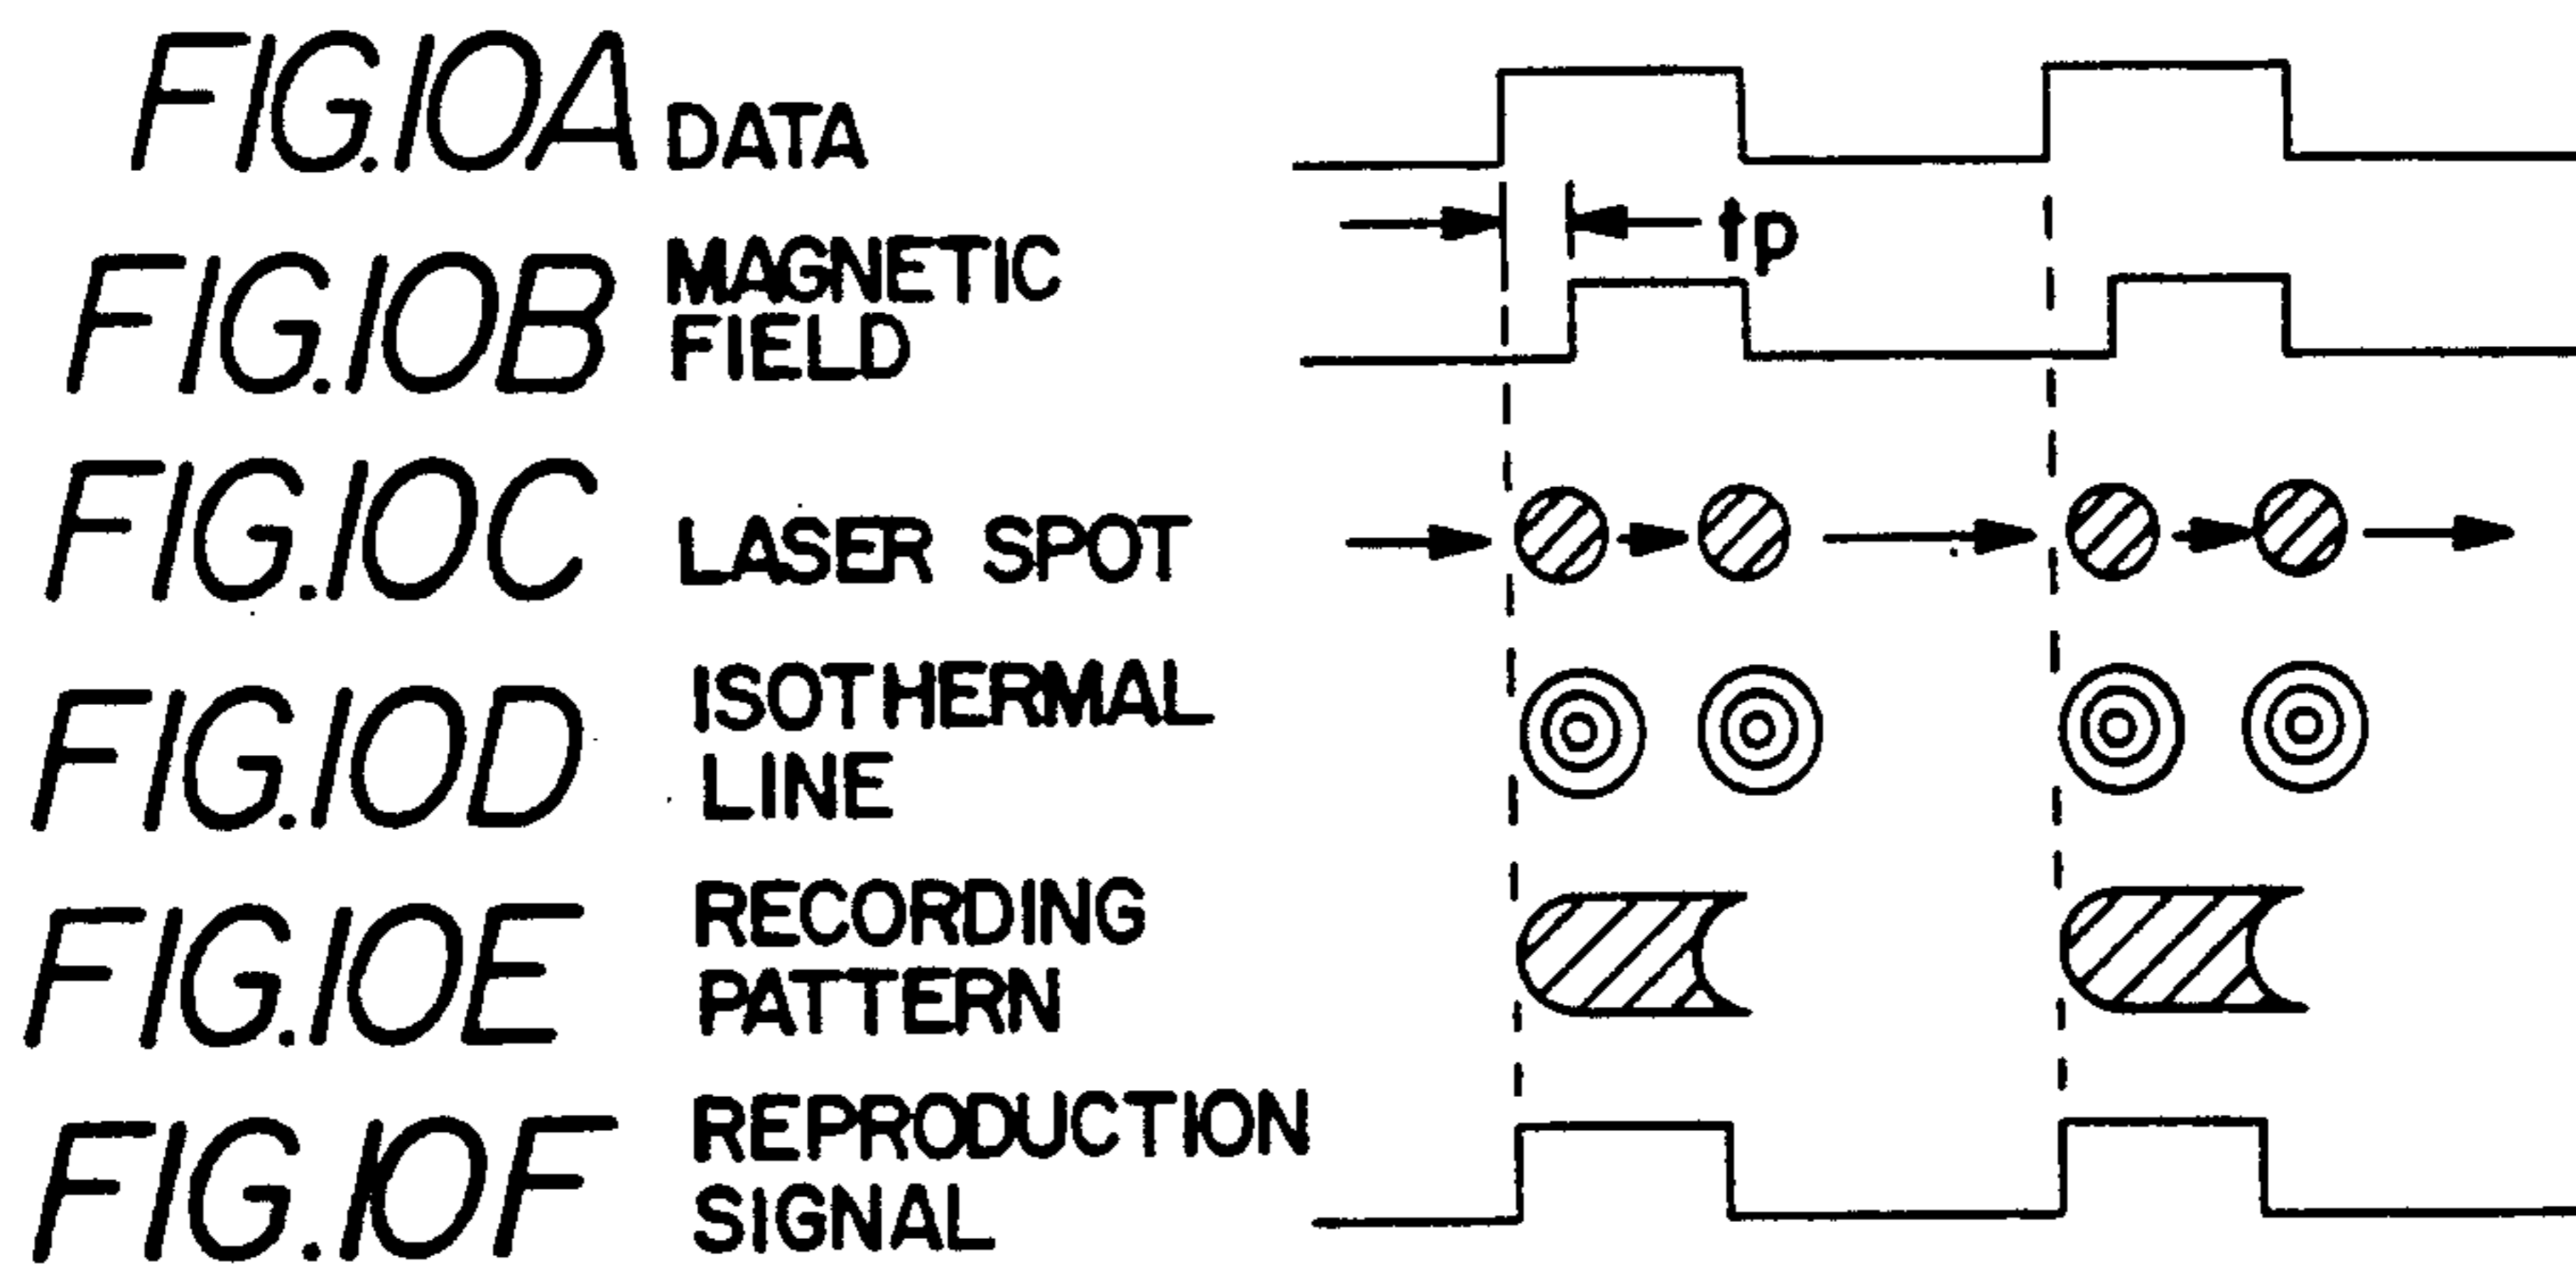 FIG.10A DATA
tp
FIG.10B MAGNETIC
FIELD
FIG.10C LASER SPOT
FIG.10D ISOTHERMAL
LINE
FIG.10E RECORDING
PATTERN
FIG.10F REPRODUCTION
SIGNAL